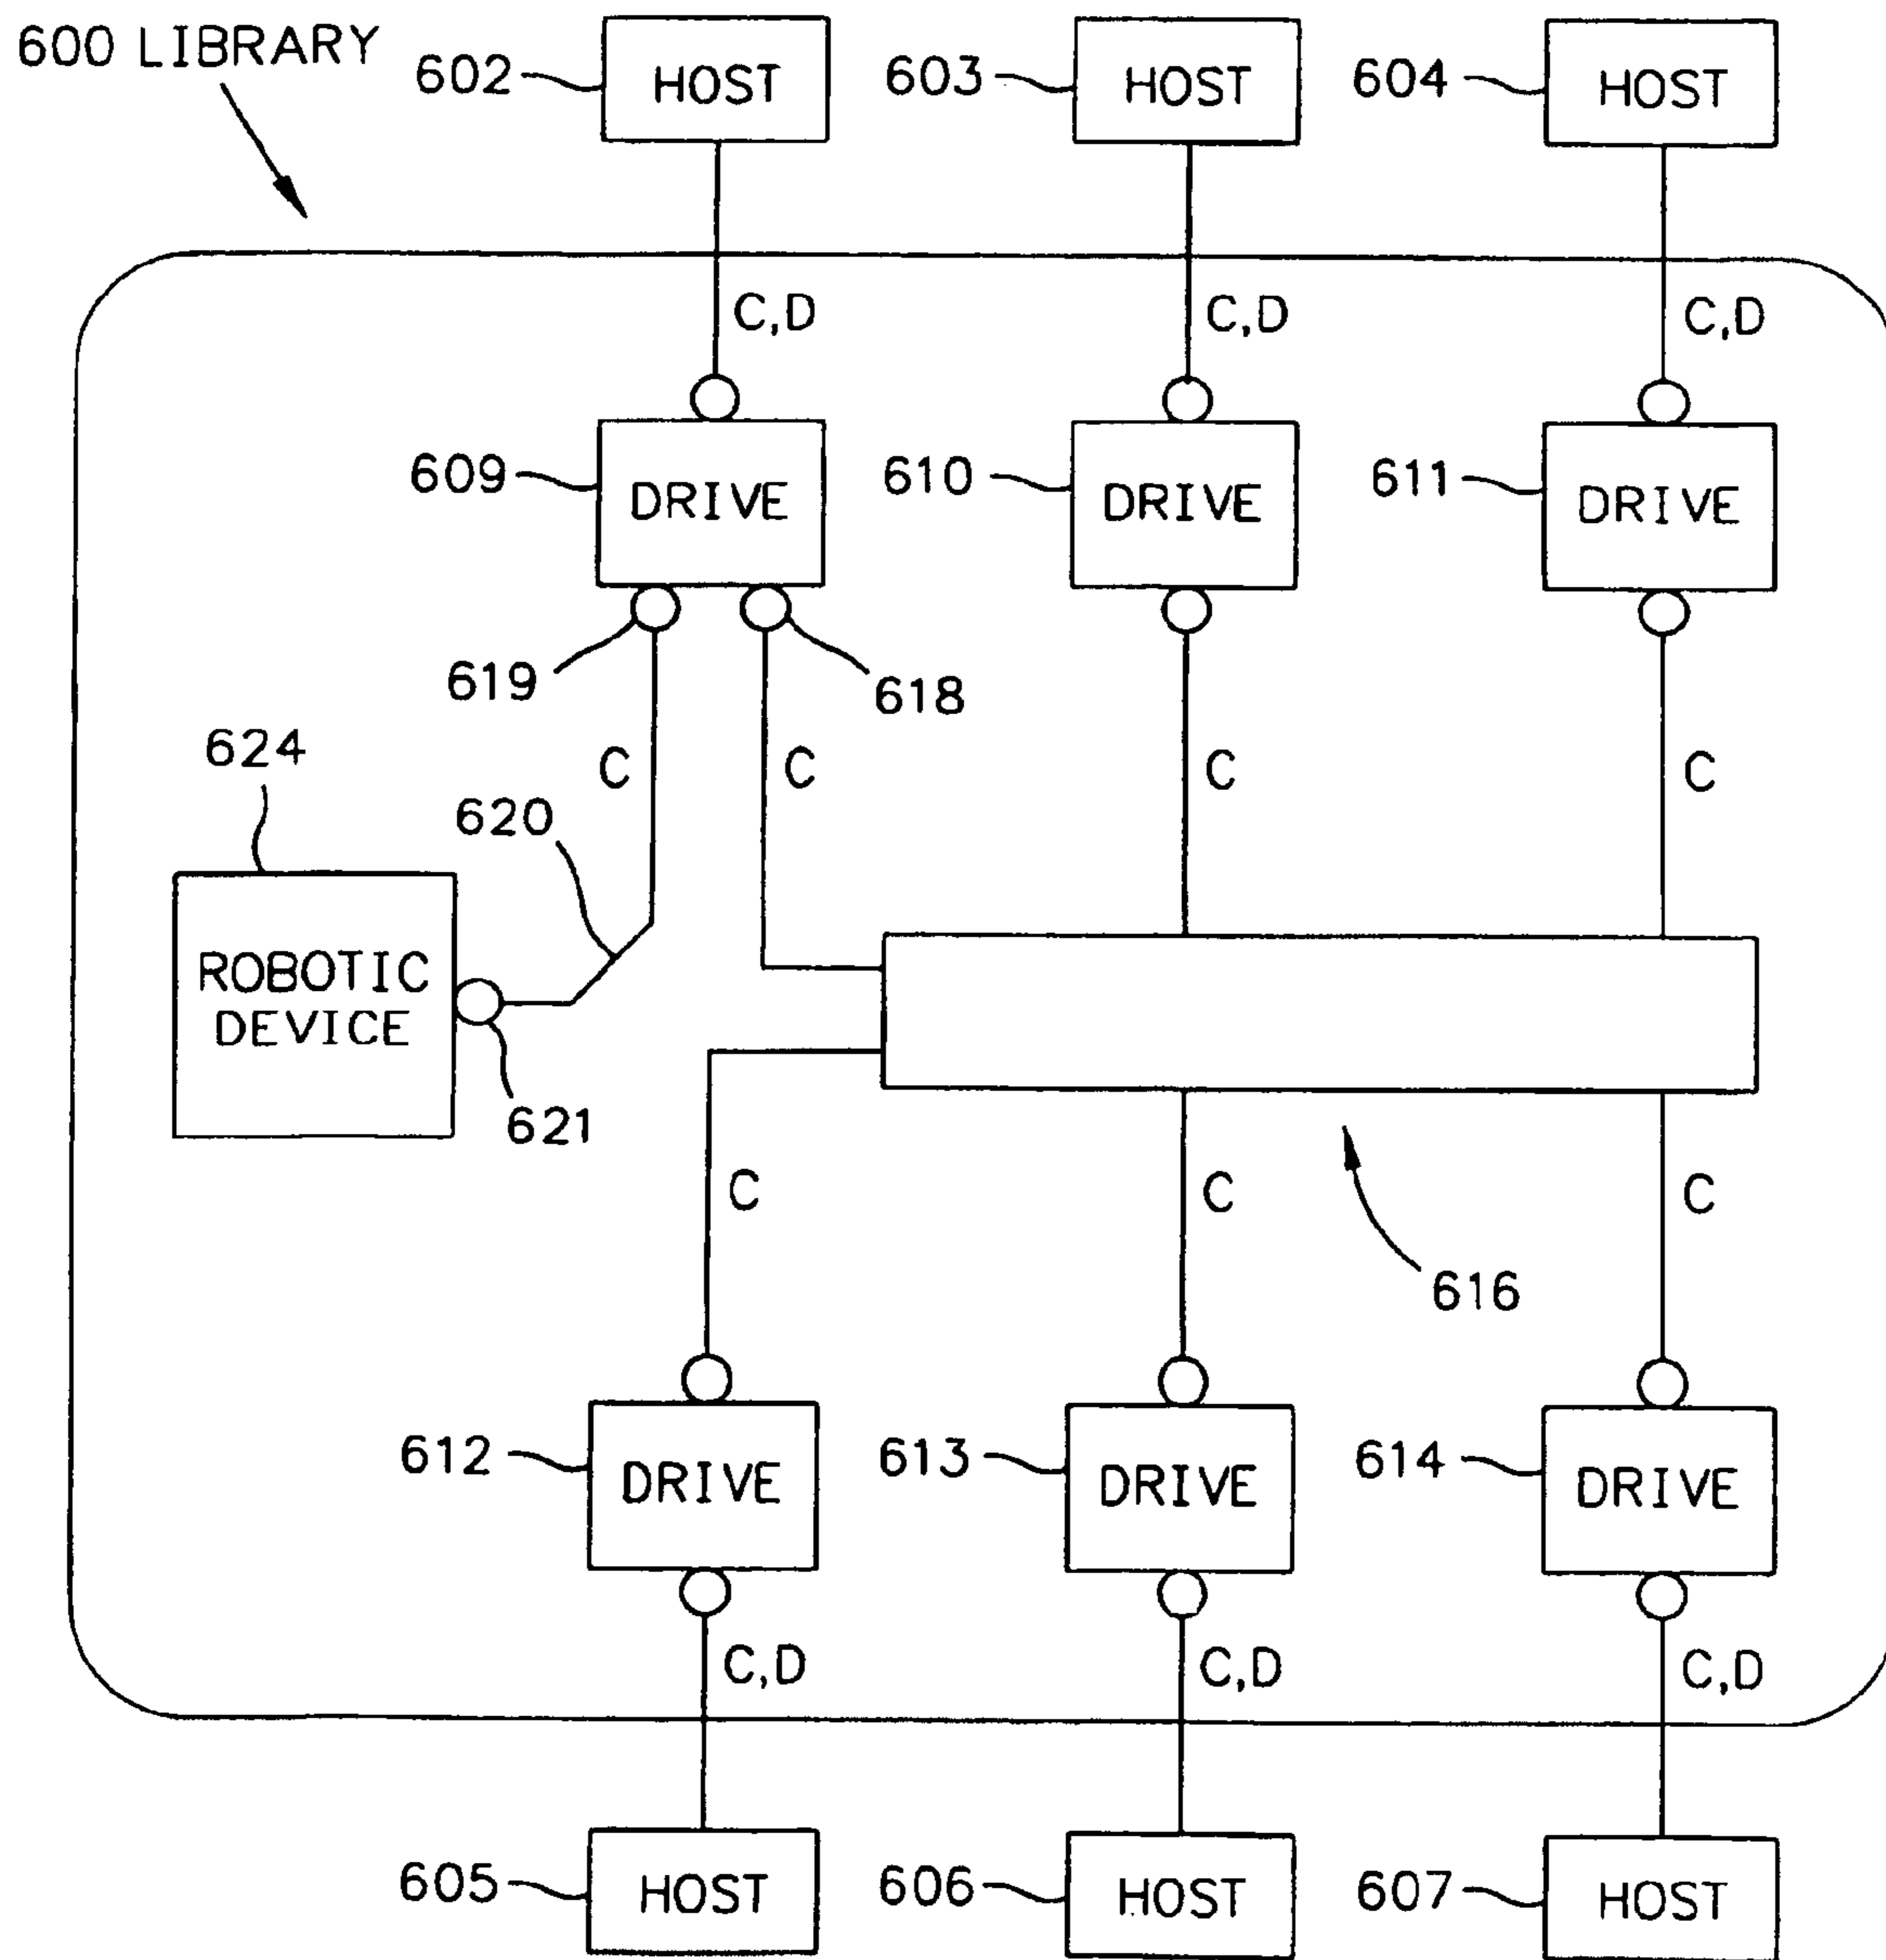 600 LIBRARY
602 HOST
603 HOST
604 HOST
C,D
C,D
C,D
609 DRIVE
610 DRIVE
611 DRIVE
619
618
C
C
C
C
624
620
ROBOTIC
DEVICE
621
C
C
C
616
612 DRIVE
613 DRIVE
614 DRIVE
C,D
C,D
C,D
605 HOST
606 HOST
607 HOST